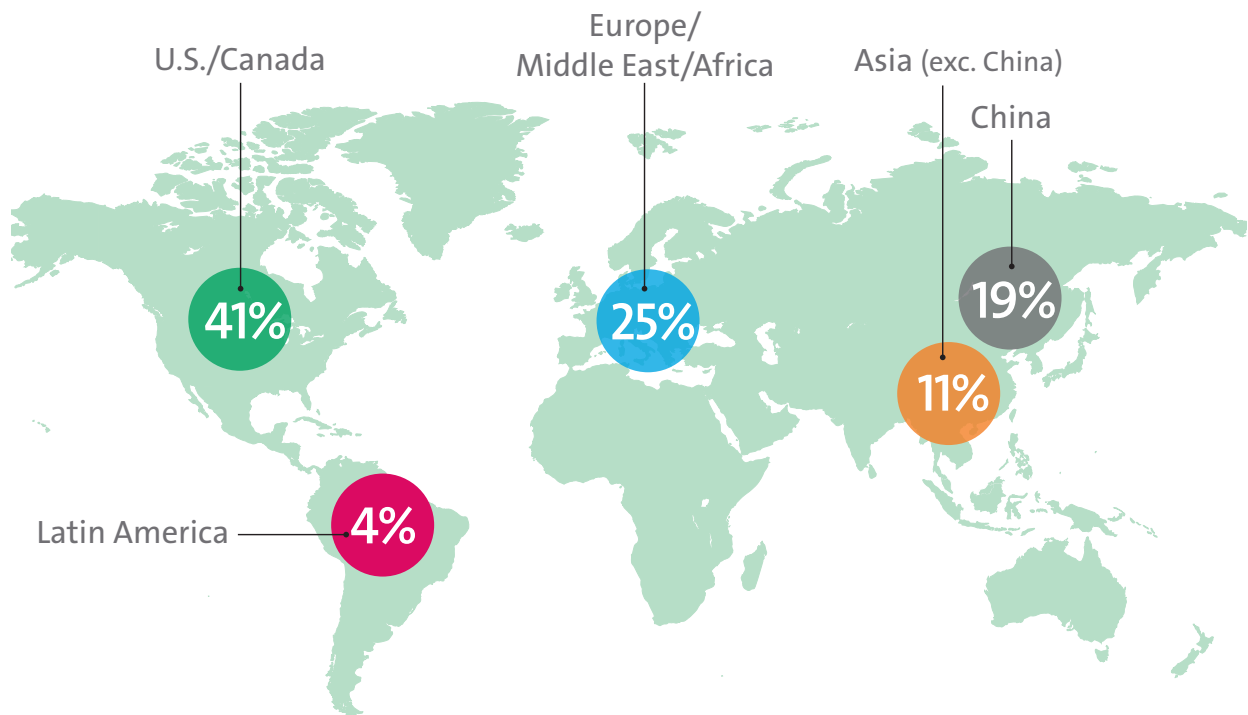 U.S./Canada
41%
Europe/
Middle East/Africa
25%
Asia (exc. China)
11%
China
19%
Latin America
4%